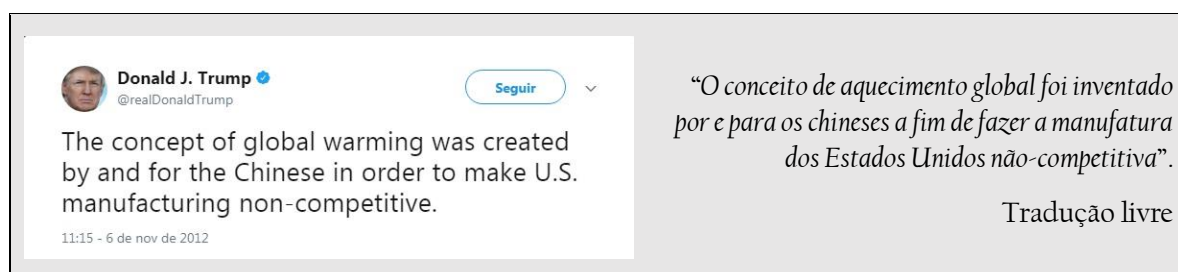 Donald J. Trump
@realDonaldTrump
Seguir
The concept of global warming was created
by and for the Chinese in order to make U.S.
manufacturing non-competitive.
11:15 - 6 de nov de 2012
“O conceito de aquecimento global foi inventado
por e para os chineses a fim de fazer a manufatura
dos Estados Unidos não-competitiva”.
Tradução livre